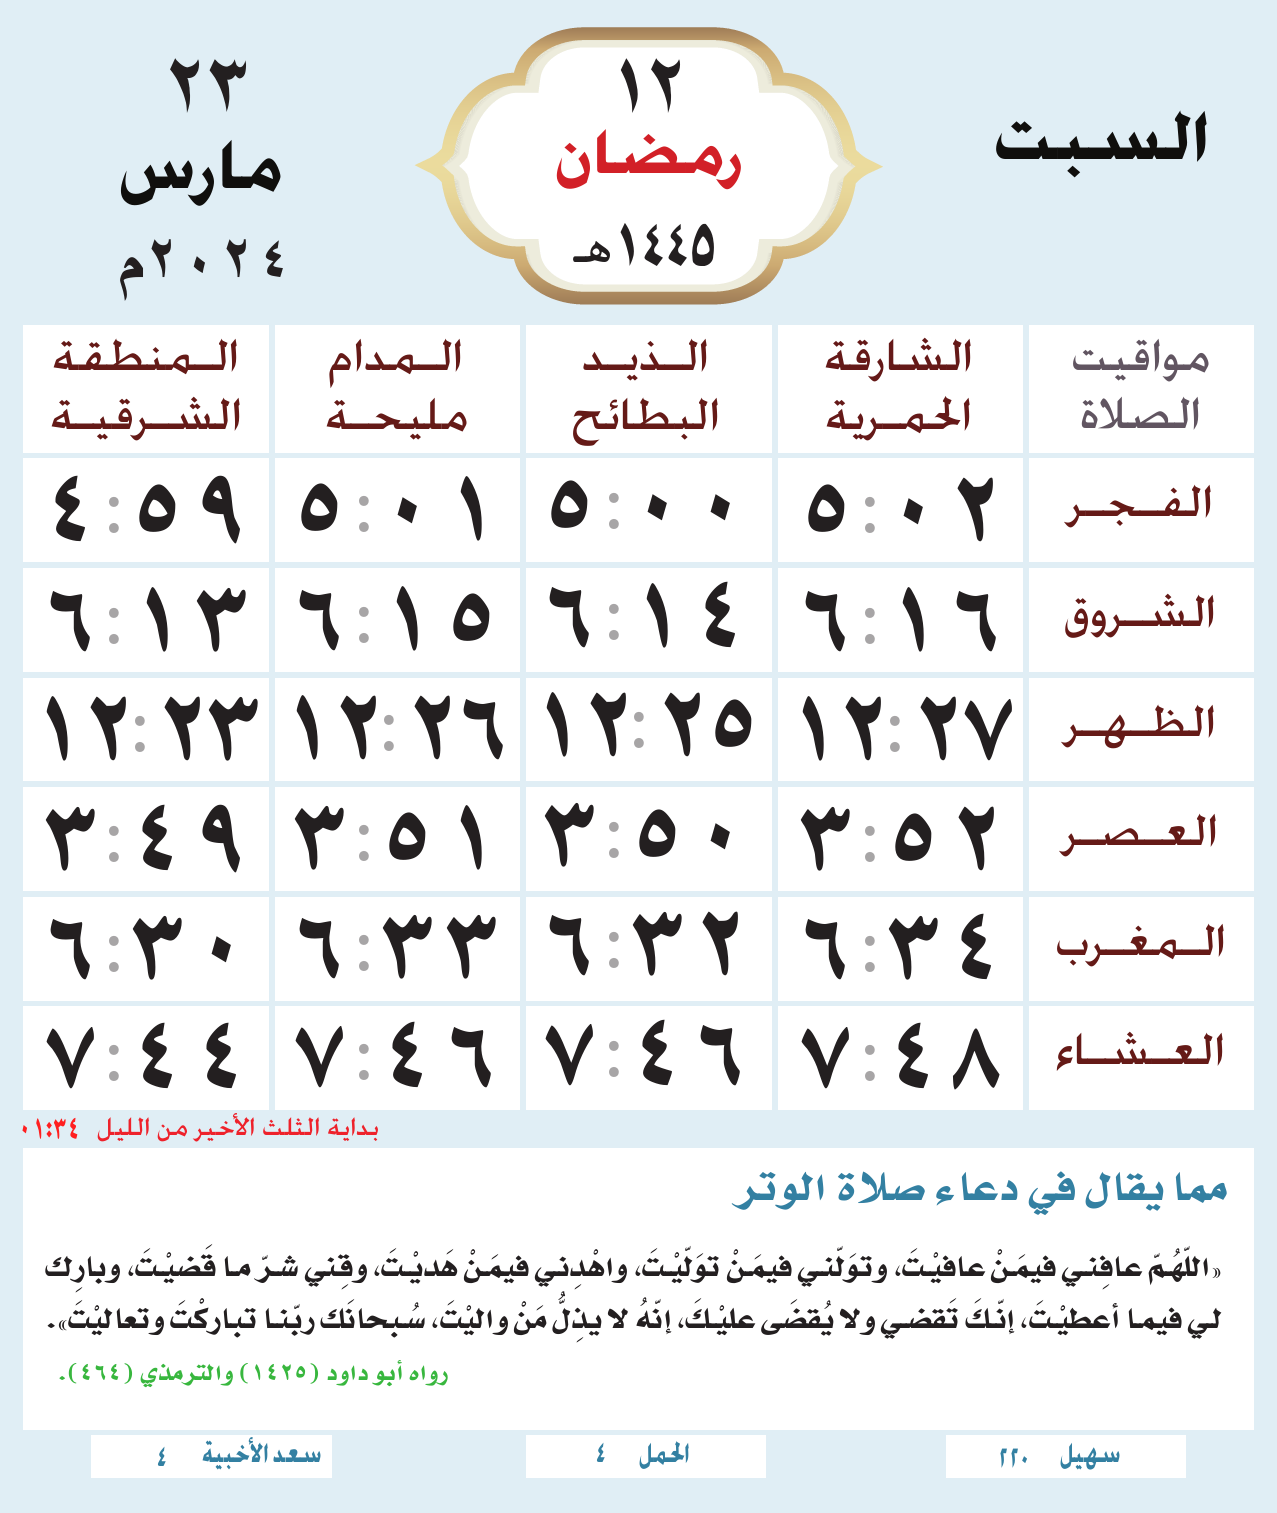 السبت
١٢
رمضان
١٤٤٥هـ
٢٣
مارس
٢٠٢٤م
مواقيت الصلاة
الشارقة الحمرية
الذيد البطائح
المدام مليحة
المنطقة الشرقية
الفجر ٥:٠٢ ٥:٠٠ ٥:٠١ ٤:٥٩
الشروق ٦:١٦ ٦:١٤ ٦:١٥ ٦:١٣
الظهر ١٢:٢٧ ١٢:٢٥ ١٢:٢٦ ١٢:٢٣
العصر ٣:٥٢ ٣:٥٠ ٣:٥١ ٣:٤٩
المغرب ٦:٣٤ ٦:٣٢ ٦:٣٣ ٦:٣٠
العشاء ٧:٤٨ ٧:٤٦ ٧:٤٦ ٧:٤٤
بداية الثلث الأخير من الليل ٠١:٣٤
مما يقال في دعاء صلاة الوتر
«اللّهُمّ عافِني فيمَنْ عافيْتَ، وتوَلّني فيمَنْ توَلّيْتَ، واهْدِني فيمَنْ هَديْتَ، وقِني شرّ ما قَضيْتَ، وبارِك
لي فيما أعطيْتَ، إنّكَ تَقضي ولا يُقضَى عليْكَ، إنّهُ لا يذِلُّ مَنْ واليْتَ، سُبحانَك ربّنا تباركْتَ وتعاليْتَ».
رواه أبو داود (١٤٢٥) والترمذي (٤٦٤).
سهيل ٢٢٠
الحمل ٤
سعد الأخبية ٤